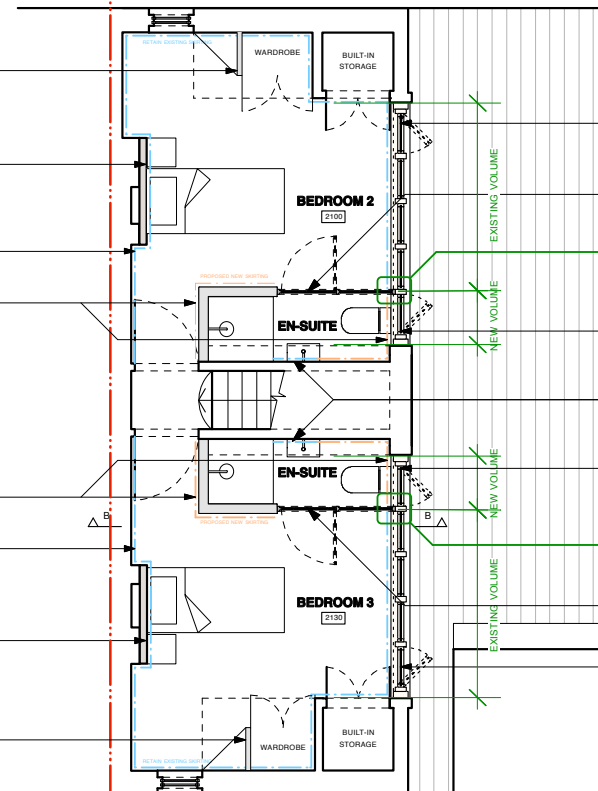 RETAIN EXISTING SKIRTING
WARDROBE
BUILT-IN
STORAGE
EXISTING VOLUME
BEDROOM 2
2100
PROPOSED NEW SKIRTING
NEW VOLUME
EN-SUITE
EN-SUITE
NEW VOLUME
B
B
PROPOSED NEW SKIRTING
EXISTING VOLUME
BEDROOM 3
2130
BUILT-IN
STORAGE
WARDROBE
RETAIN EXISTING SKIRTING